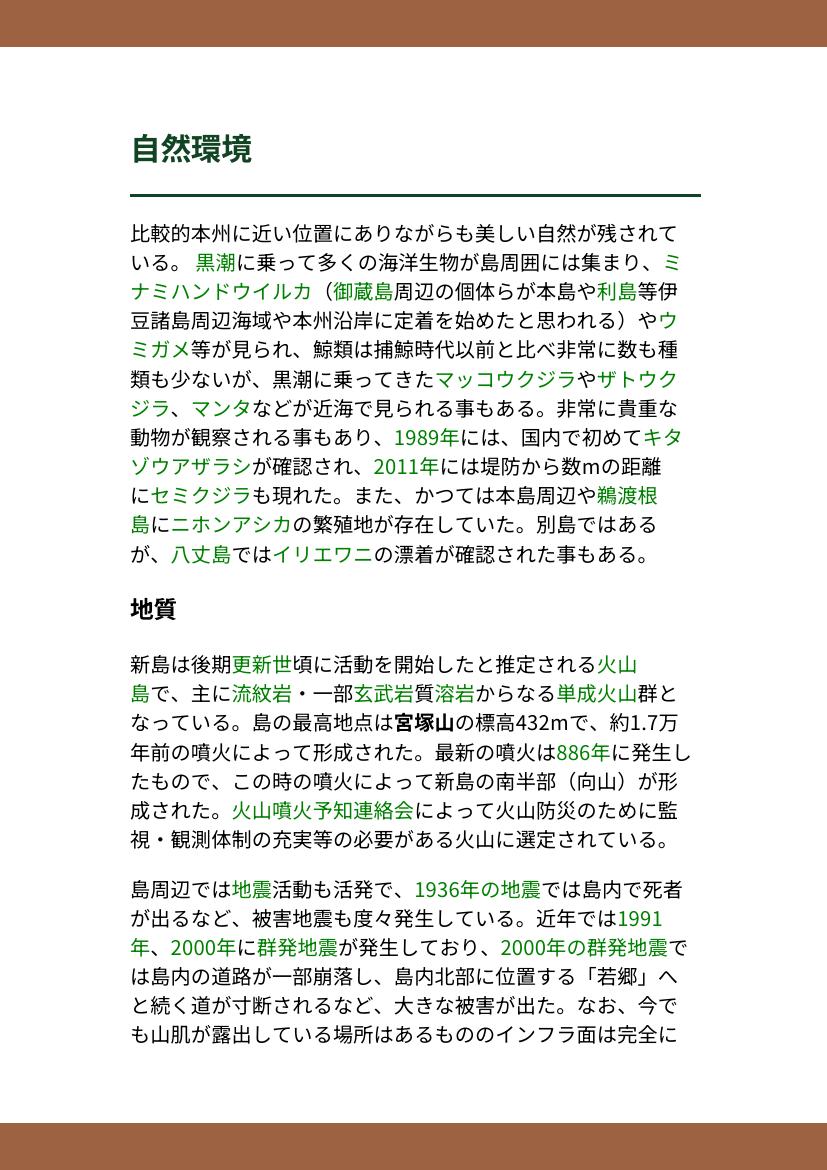 自然環境
比較的本州に近い位置にありながらも美しい自然が残されて
いる。 黒潮に乗って多くの海洋生物が島周囲には集まり、ミ
ナミハンドウイルカ（御蔵島周辺の個体らが本島や利島等伊
豆諸島周辺海域や本州沿岸に定着を始めたと思われる）やウ
ミガメ等が見られ、鯨類は捕鯨時代以前と比べ非常に数も種
類も少ないが、黒潮に乗ってきたマッコウクジラやザトウク
ジラ、マンタなどが近海で見られる事もある。非常に貴重な
動物が観察される事もあり、1989年には、国内で初めてキタ
ゾウアザラシが確認され、2011年には堤防から数mの距離
にセミクジラも現れた。また、かつては本島周辺や鵜渡根
島にニホンアシカの繁殖地が存在していた。別島ではある
が、八丈島ではイリエワニの漂着が確認された事もある。
地質
新島は後期更新世頃に活動を開始したと推定される火山
島で、主に流紋岩・一部玄武岩質溶岩からなる単成火山群と
なっている。島の最高地点は宮塚山の標高432mで、約1.7万
年前の噴火によって形成された。最新の噴火は886年に発生し
たもので、この時の噴火によって新島の南半部（向山）が形
成された。火山噴火予知連絡会によって火山防災のために監
視・観測体制の充実等の必要がある火山に選定されている。
島周辺では地震活動も活発で、1936年の地震では島内で死者
が出るなど、被害地震も度々発生している。近年では1991
年、2000年に群発地震が発生しており、2000年の群発地震で
は島内の道路が一部崩落し、島内北部に位置する「若郷」へ
と続く道が寸断されるなど、大きな被害が出た。なお、今で
も山肌が露出している場所はあるもののインフラ面は完全に